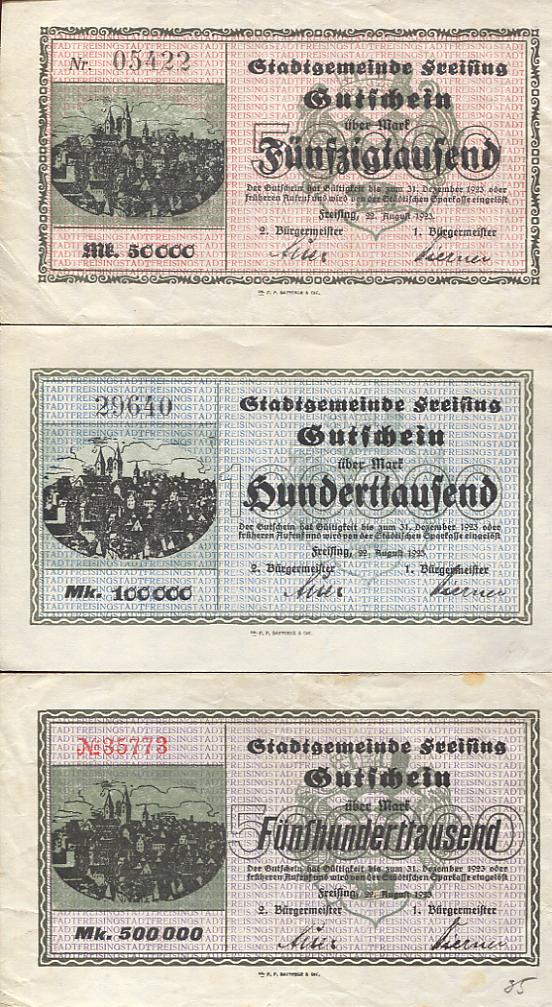 Nr. 05422
Stadtgemeinde Freising
Gutschein
50000
über Mark
Fünfzigtausend
Der Gutschein hat Gültigkeit bis zum 31. Dezember 1923 oder
früheren Aufruf und wird von der Städtischen Sparkasse eingelöst
Freising, 22. August 1923.
2. Bürgermeister 1. Bürgermeister
Mk. 50000
29640
Stadtgemeinde Freising
Gutschein
100000
über Mark
Hunderttausend
Der Gutschein hat Gültigkeit bis zum 31. Dezember 1923 oder
früheren Aufruf und wird von der Städtischen Sparkasse eingelöst
Freising, 22. August 1923
2. Bürgermeister 1. Bürgermeister
Mk. 100000
№35773
Stadtgemeinde Freising
Gutschein
500000
über Mark
Fünfhunderttausend
Der Gutschein hat Gültigkeit bis zum 31. Dezember 1923 oder
früheren Aufruf und wird von der Städtischen Sparkasse eingelöst
Freising, 22. August 1923
2. Bürgermeister 1. Bürgermeister
Mk. 500000
85